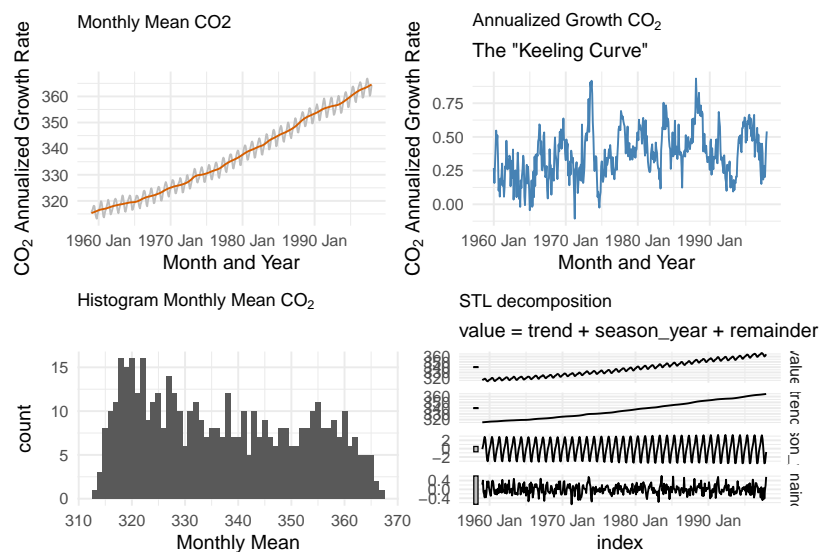 Monthly Mean CO2
CO₂ Annualized Growth Rate
360
350
340
330
320
1960 Jan 1970 Jan 1980 Jan 1990 Jan
Month and Year
Annualized Growth CO₂
The "Keeling Curve"
CO₂ Annualized Growth Rate
0.75
0.50
0.25
0.00
1960 Jan 1970 Jan 1980 Jan 1990 Jan
Month and Year
Histogram Monthly Mean CO₂
count
15
10
5
0
310 320 330 340 350 360 370
Monthly Mean
STL decomposition
value = trend + season_year + remainder
360
340
320
value
360
340
320
trend
2
0
−2
son_
0.4
0.0
−0.4
nainc
1960 Jan 1970 Jan 1980 Jan 1990 Jan
index